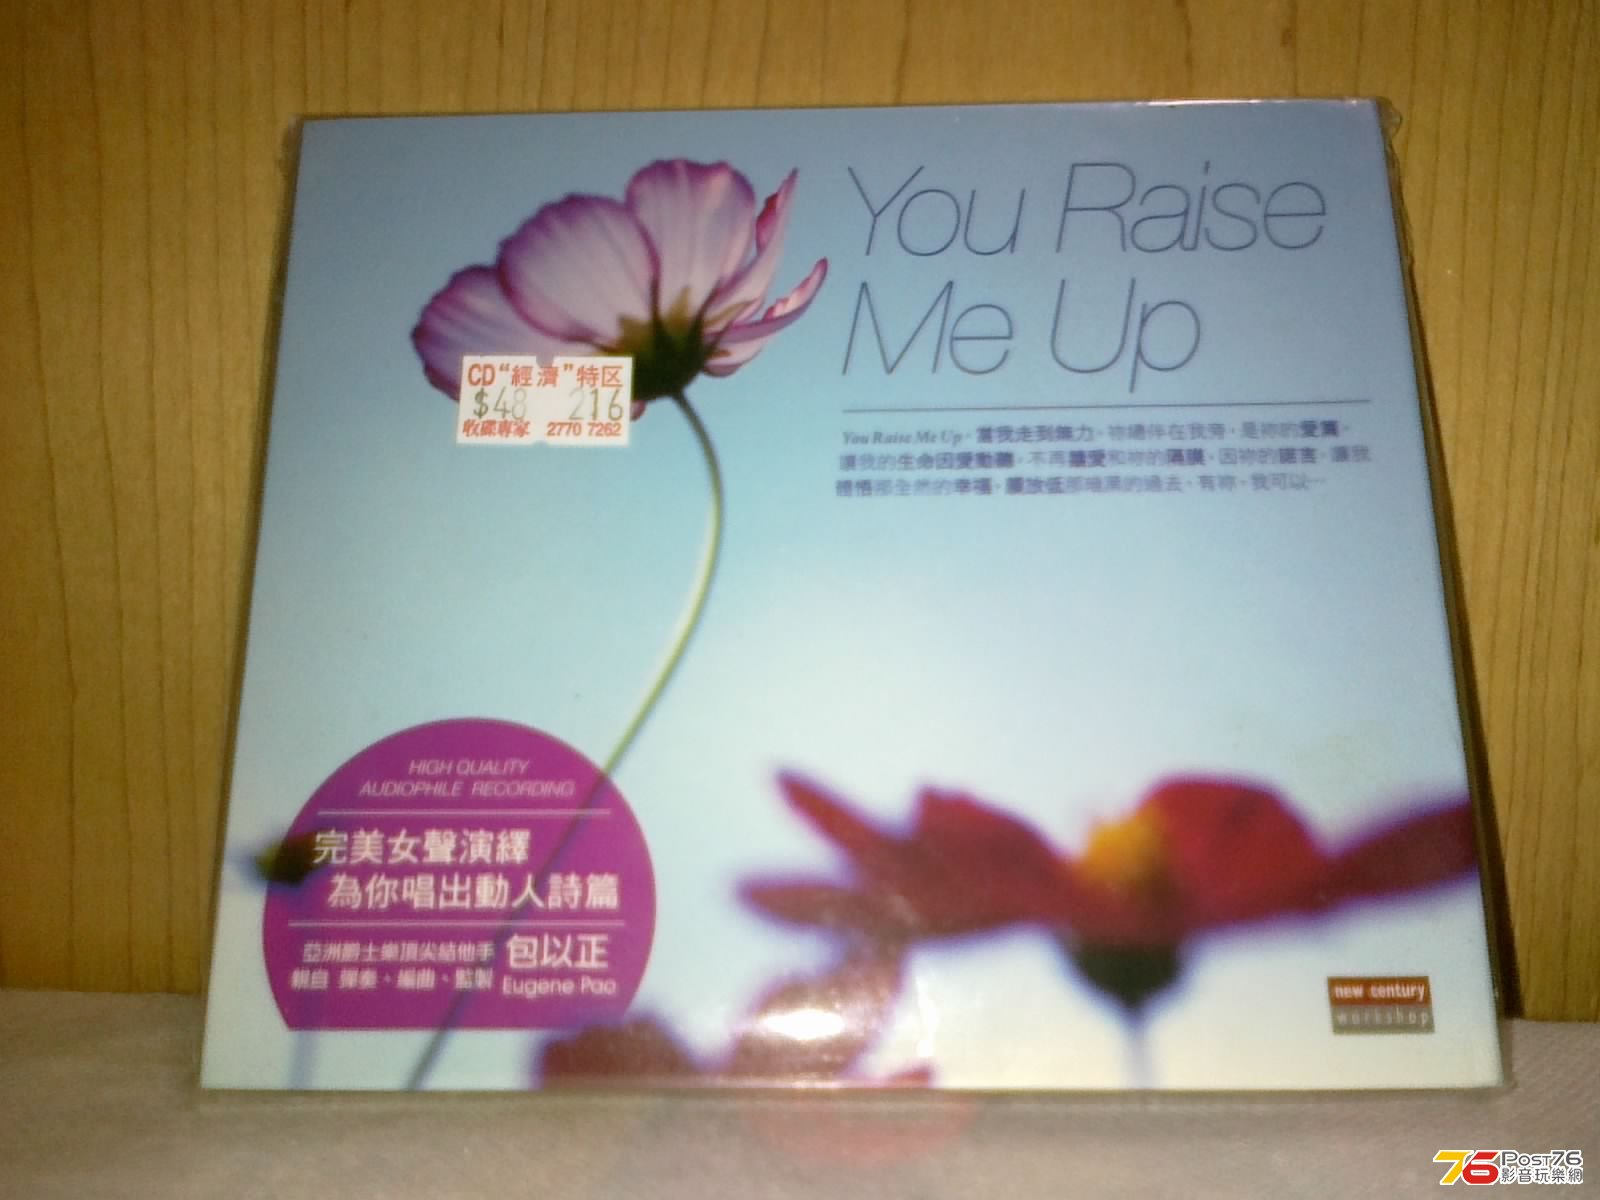 You Raise
Me Up
You Raise Me Up。當我走到無力，祢總伴在我旁，是祢的愛篇，
讓我的生命因愛動聽。不再是愛和祢的隔膜，因祢的謊言，讓我
體悟那全然的幸福。放低那暗黑的過去，有祢，我可以…
CD“經濟”特区
$48 216
收碟專家 2770 7262
HIGH QUALITY
AUDIOPHILE RECORDING
完美女聲演繹
為你唱出動人詩篇
亞洲爵士樂頂尖結他手 包以正
親自 彈奏、編曲、監製 Eugene Pao
new century
workshop
76 Post76
影音玩樂網